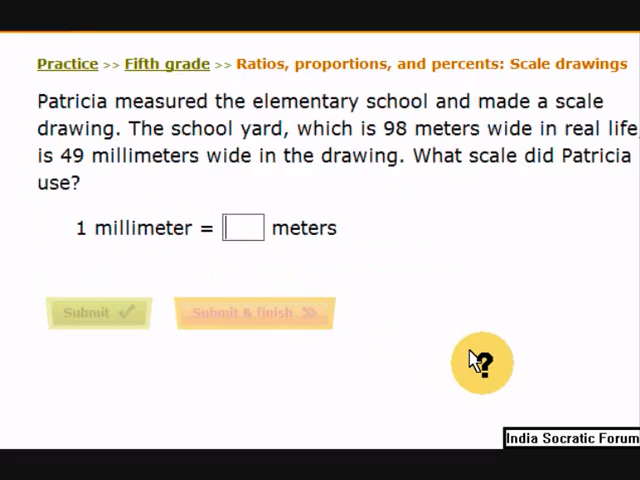 Practice >> Fifth grade >> Ratios, proportions, and percents: Scale drawings
Patricia measured the elementary school and made a scale
drawing. The school yard, which is 98 meters wide in real life,
is 49 millimeters wide in the drawing. What scale did Patricia
use?
1 millimeter = meters
Submit Submit & finish >>
?
India Socratic Forum